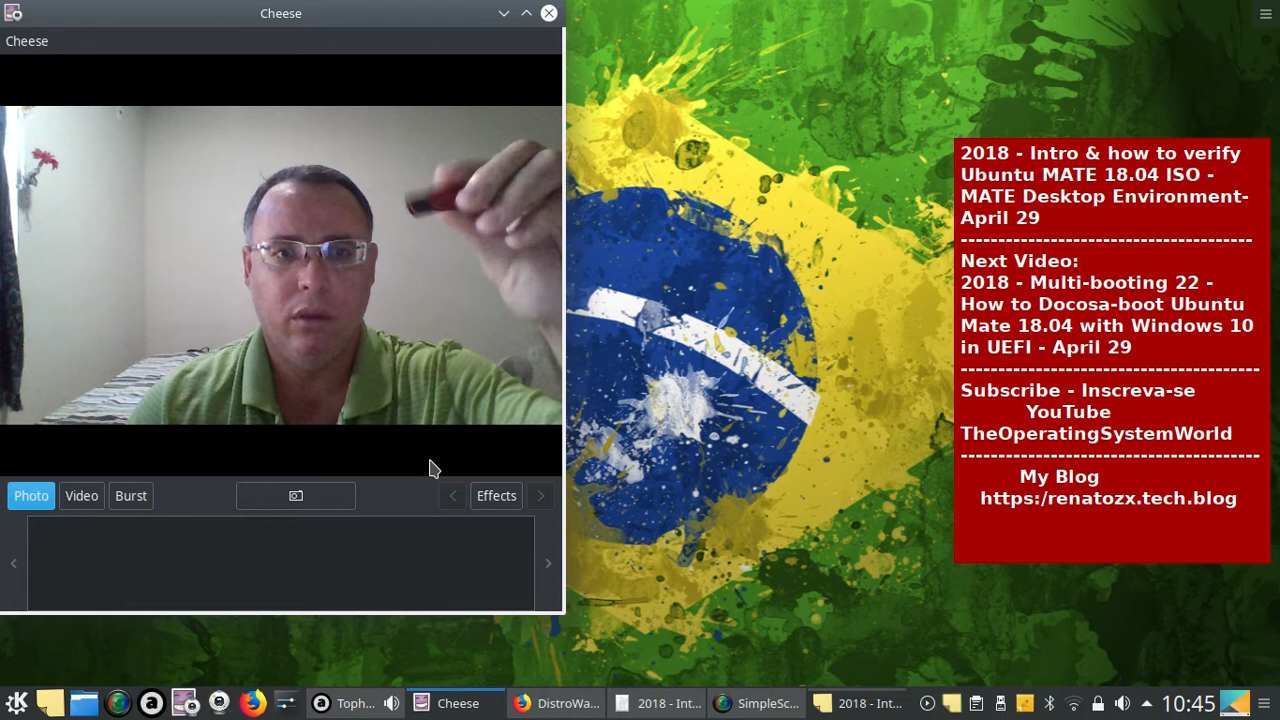 Cheese
Cheese
2018 - Intro & how to verify
Ubuntu MATE 18.04 ISO -
MATE Desktop Environment-
April 29
---------------------------------------
Next Video:
2018 - Multi-booting 22 -
How to Docosa-boot Ubuntu
Mate 18.04 with Windows 10
in UEFI - April 29
----------------------------------------
Subscribe - Inscreva-se
YouTube
TheOperatingSystemWorld
----------------------------------------
My Blog
https:/renatozx.tech.blog
Photo Video Burst Effects
Toph... Cheese DistroWa... 2018 - Int... SimpleSc... 2018 - Int... 10:45